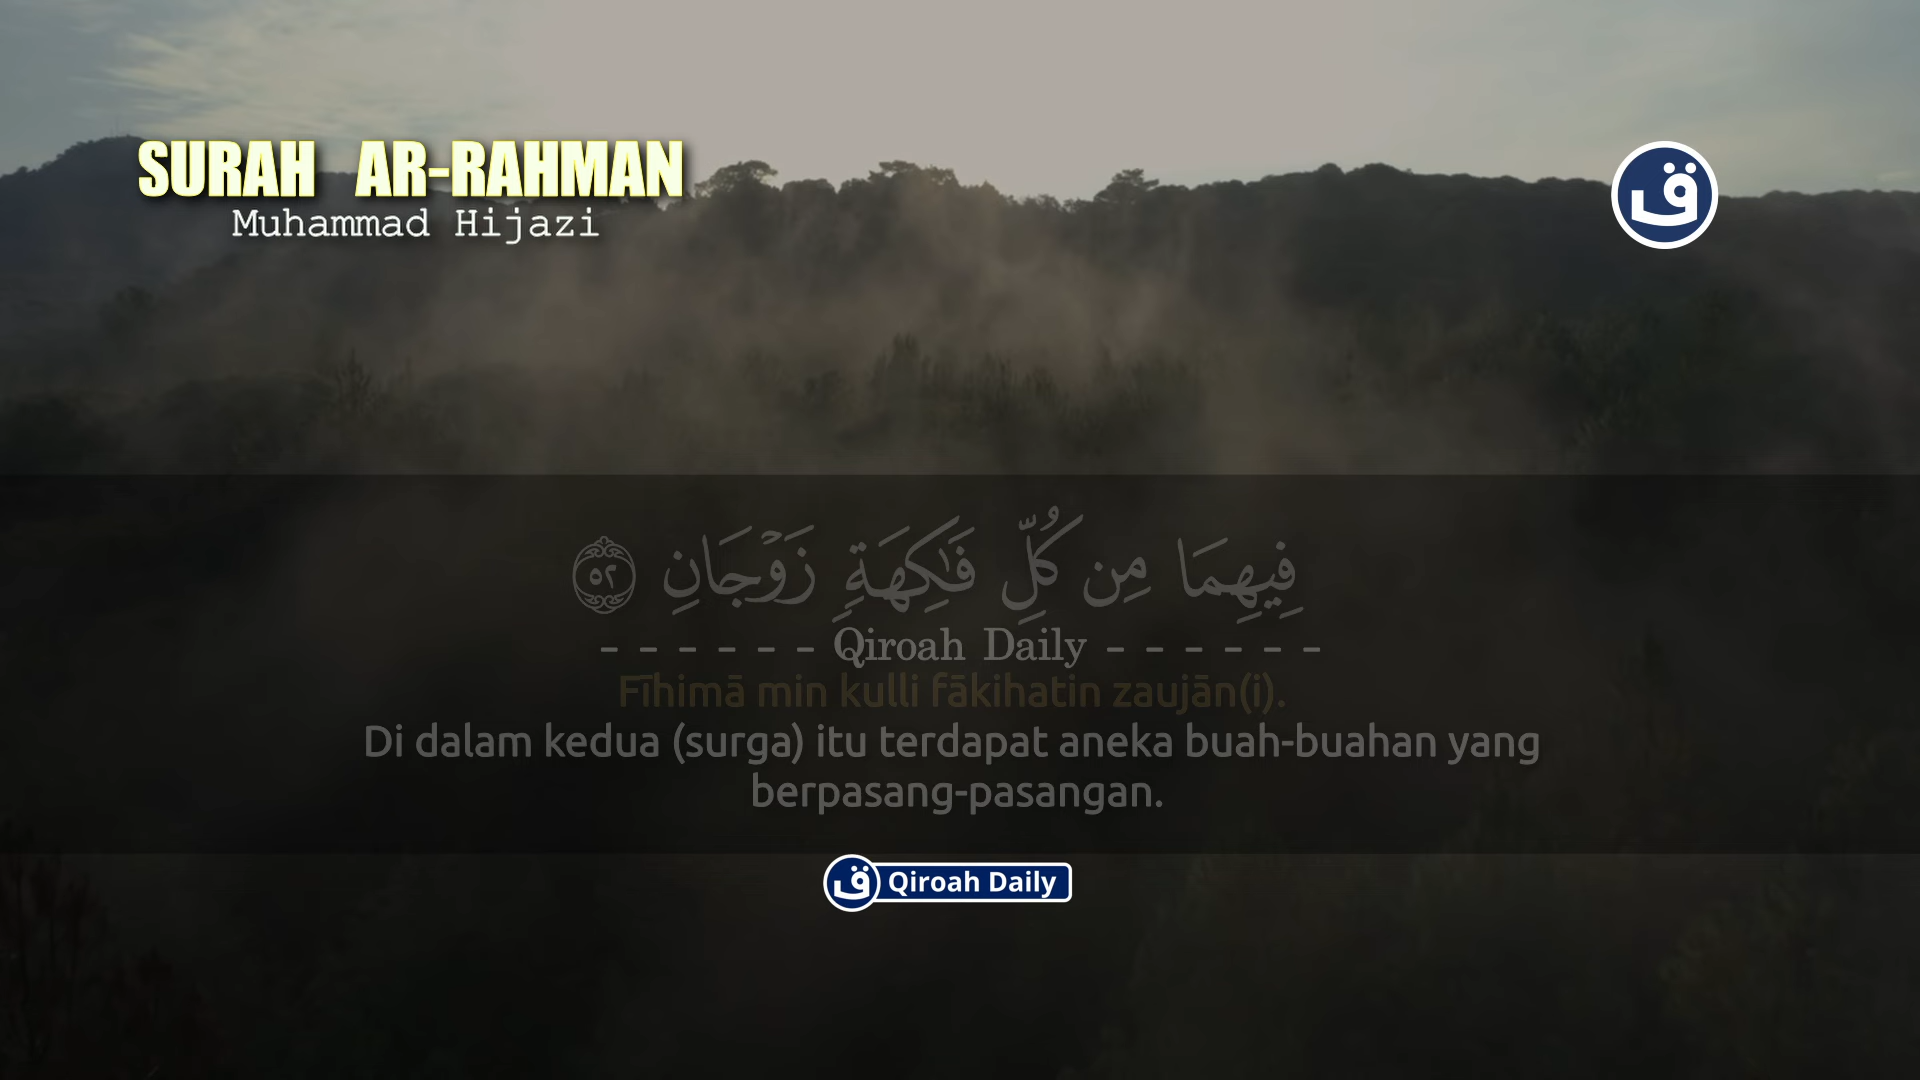 SURAH AR-RAHMAN
Muhammad Hijazi
ق
فِيهِمَا مِن كُلِّ فَٰكِهَةٍ زَوْجَانِ ٥٢
- - - - - - Qiroah Daily - - - - - -
Fīhimā min kulli fākihatin zaujān(i).
Di dalam kedua (surga) itu terdapat aneka buah-buahan yang
berpasang-pasangan.
ق Qiroah Daily